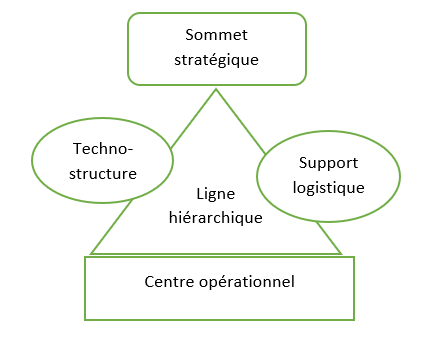 Sommet
stratégique
Techno-
structure
Support
logistique
Ligne
hiérarchique
Centre opérationnel